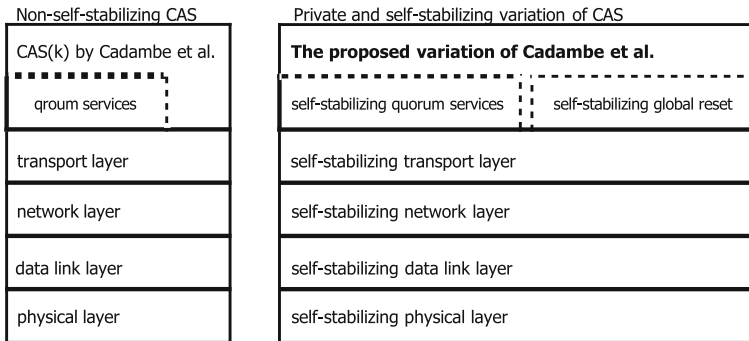 Non-self-stabilizing CAS
CAS(k) by Cadambe et al.
qroum services
transport layer
network layer
data link layer
physical layer
Private and self-stabilizing variation of CAS
The proposed variation of Cadambe et al.
self-stabilizing quorum services
self-stabilizing global reset
self-stabilizing transport layer
self-stabilizing network layer
self-stabilizing data link layer
self-stabilizing physical layer